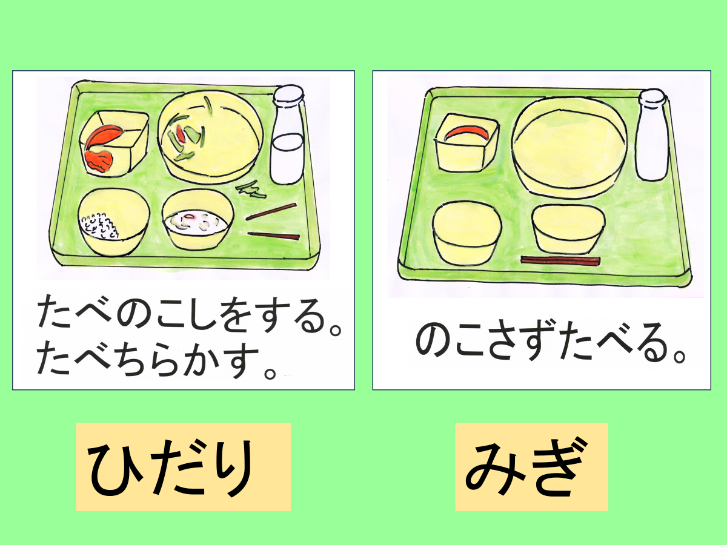 たべのこしをする。
たべちらかす。
のこさずたべる。
ひだり
みぎ